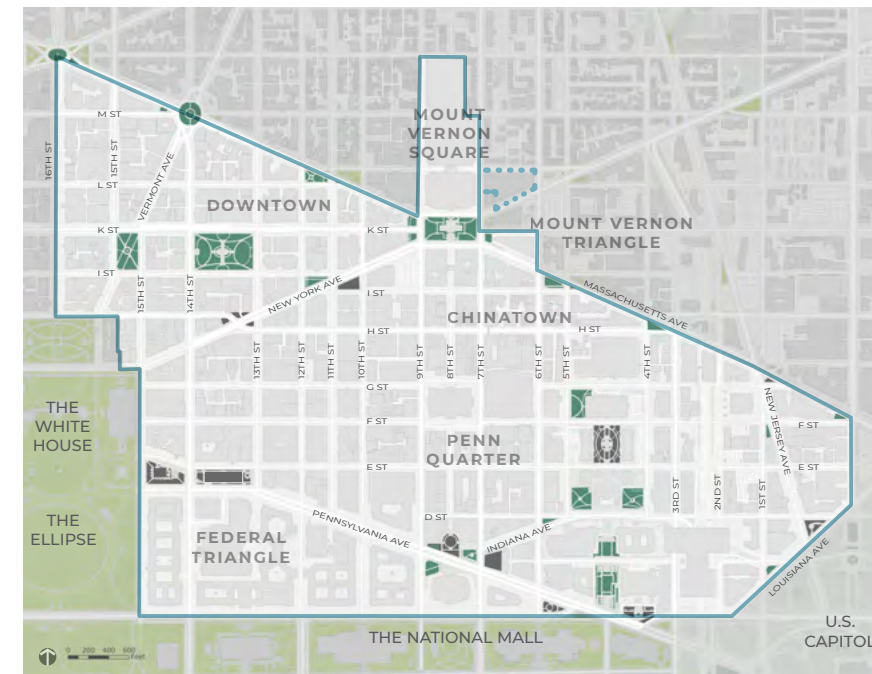 M ST
MOUNT
VERNON
SQUARE
16TH ST
15TH ST
VERMONT AVE
L ST
DOWNTOWN
K ST
K ST
MOUNT VERNON
TRIANGLE
I ST
15TH ST
14TH ST
NEW YORK AVE
I ST
MASSACHUSETTS AVE
CHINATOWN
H ST
H ST
13TH ST
12TH ST
11TH ST
10TH ST
9TH ST
8TH ST
7TH ST
6TH ST
5TH ST
4TH ST
G ST
THE
WHITE
HOUSE
F ST
NEW JERSEY AVE
F ST
PENN
QUARTER
E ST
E ST
3RD ST
2ND ST
1ST ST
THE
ELLIPSE
FEDERAL
TRIANGLE
PENNSYLVANIA AVE
D ST
INDIANA AVE
LOUISIANA AVE
THE NATIONAL MALL
U.S.
CAPITOL
0 200 400 600
Feet